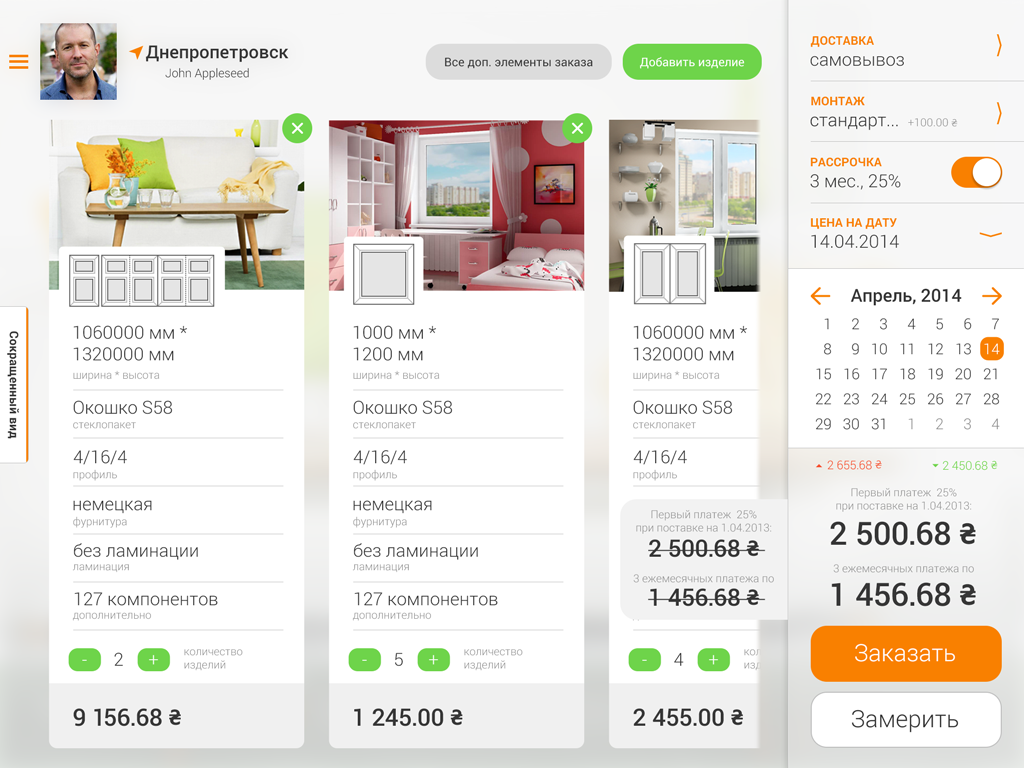 Днепропетровск
John Appleseed
Все доп. элементы заказа
Добавить изделие
Сокращенный вид
1060000 мм *
1320000 мм
ширина * высота
Окошко S58
стеклопакет
4/16/4
профиль
немецкая
фурнитура
без ламинации
ламинация
127 компонентов
дополнительно
- 2 +
количество
изделий
9 156.68 ₴
1000 мм *
1200 мм
ширина * высота
Окошко S58
стеклопакет
4/16/4
профиль
немецкая
фурнитура
без ламинации
ламинация
127 компонентов
дополнительно
- 5 +
количество
изделий
1 245.00 ₴
1060000 мм *
1320000 мм
ширина * высота
Окошко S58
стеклопакет
4/16/4
профиль
Первый платеж 25%
при поставке на 1.04.2013:
2 500.68 ₴
3 ежемесячных платежа по
1 456.68 ₴
- 4 +
2 455.00 ₴
ДОСТАВКА
самовывоз
МОНТАЖ
стандарт... +100.00 ₴
РАССРОЧКА
3 мес., 25%
ЦЕНА НА ДАТУ
14.04.2014
Апрель, 2014
1 2 3 4 5 6 7
8 9 10 11 12 13 14
15 16 17 18 19 20 21
22 23 24 25 26 27 28
29 30 31 1 2 3 4
2 655.68 ₴ 2 450.68 ₴
Первый платеж 25%
при поставке на 1.04.2013:
2 500.68 ₴
3 ежемесячных платежа по
1 456.68 ₴
Заказать
Замерить